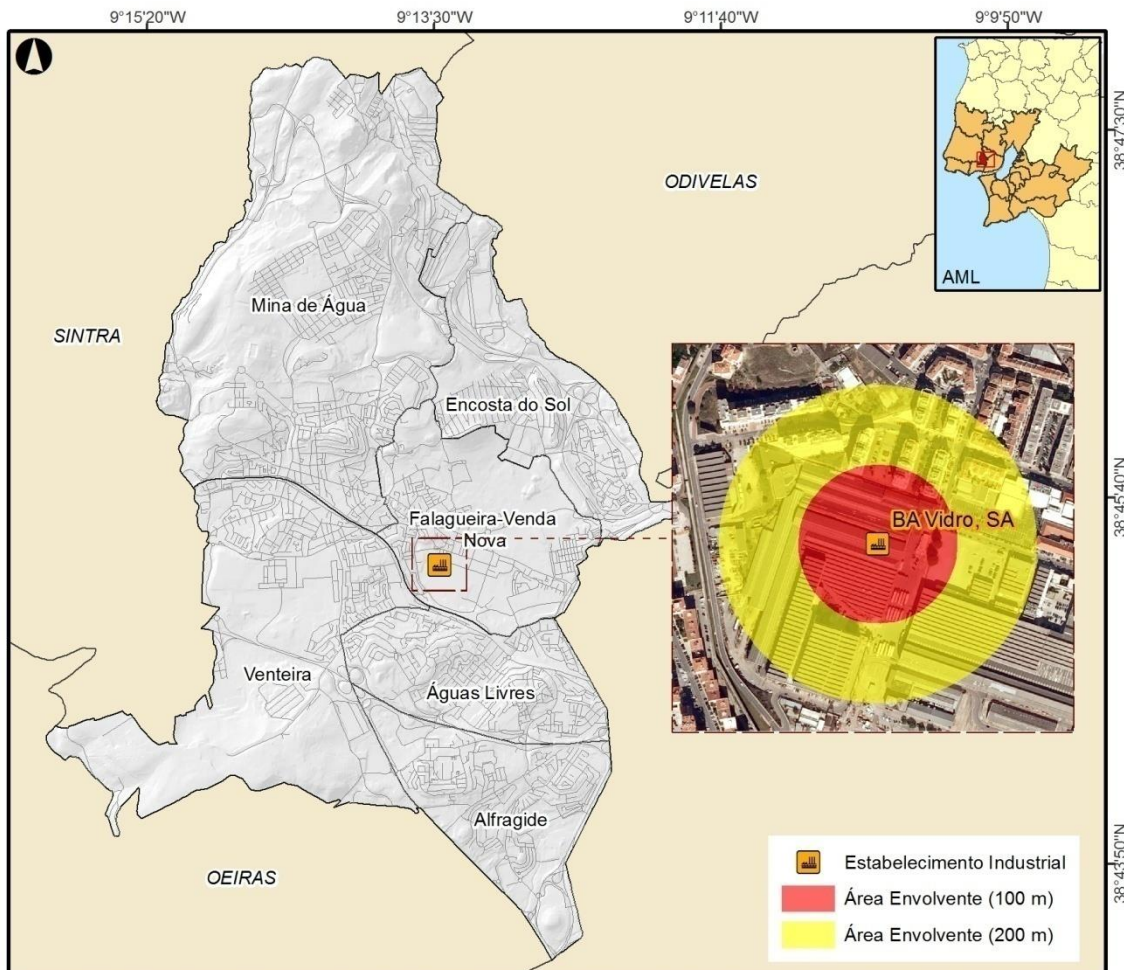 9°15'20"W
9°13'30"W
9°11'40"W
9°9'50"W
38°47'30"N
38°45'40"N
38°43'50"N
AML
ODIVELAS
SINTRA
Mina de Água
Encosta do Sol
Falagueira-Venda
Nova
BA Vidro, SA
Venteira
Águas Livres
Alfragide
OEIRAS
Estabelecimento Industrial
Área Envolvente (100 m)
Área Envolvente (200 m)